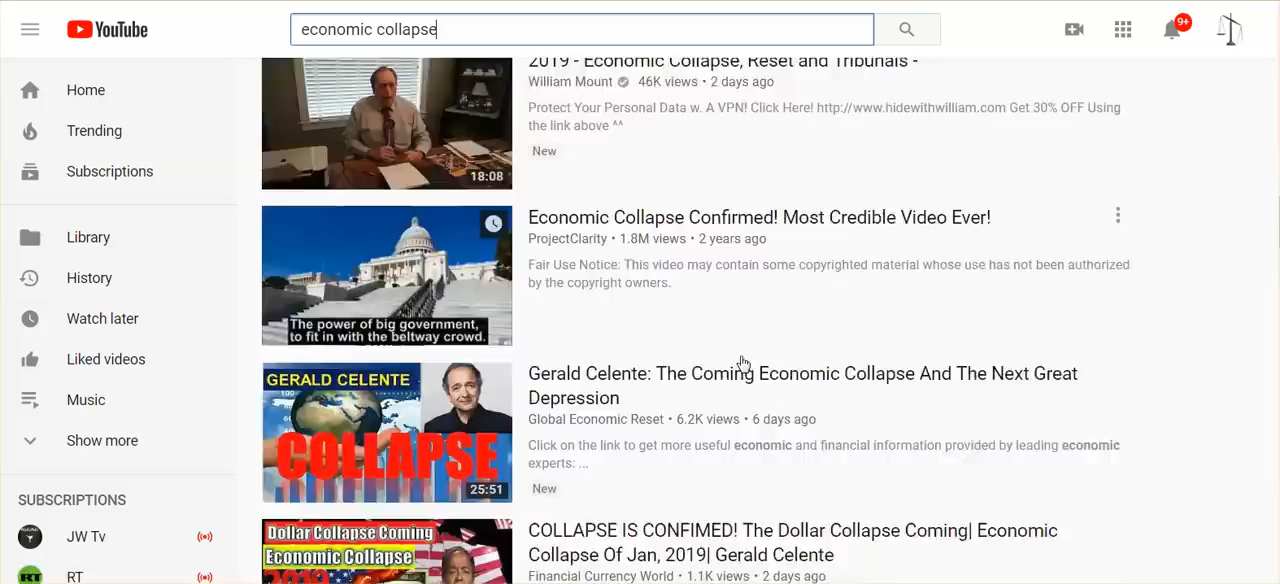 YouTube
economic collapse
9+
Home
Trending
Subscriptions
Library
History
Watch later
Liked videos
Music
Show more
SUBSCRIPTIONS
JW Tv
RT
RT
18:08
2019 - Economic Collapse, Reset and Tribunals -
William Mount 46K views • 2 days ago
Protect Your Personal Data w. A VPN! Click Here! http://www.hidewithwilliam.com Get 30% OFF Using
the link above ^^
New
The power of big government,
to fit in with the beltway crowd.
Economic Collapse Confirmed! Most Credible Video Ever!
ProjectClarity • 1.8M views • 2 years ago
Fair Use Notice: This video may contain some copyrighted material whose use has not been authorized
by the copyright owners.
GERALD CELENTE
COLLAPSE
25:51
Gerald Celente: The Coming Economic Collapse And The Next Great
Depression
Global Economic Reset • 6.2K views • 6 days ago
Click on the link to get more useful economic and financial information provided by leading economic
experts: ...
New
Dollar Collapse Coming
Economic Collapse
2019
COLLAPSE IS CONFIMED! The Dollar Collapse Coming| Economic
Collapse Of Jan, 2019| Gerald Celente
Financial Currency World • 1.1K views • 2 days ago